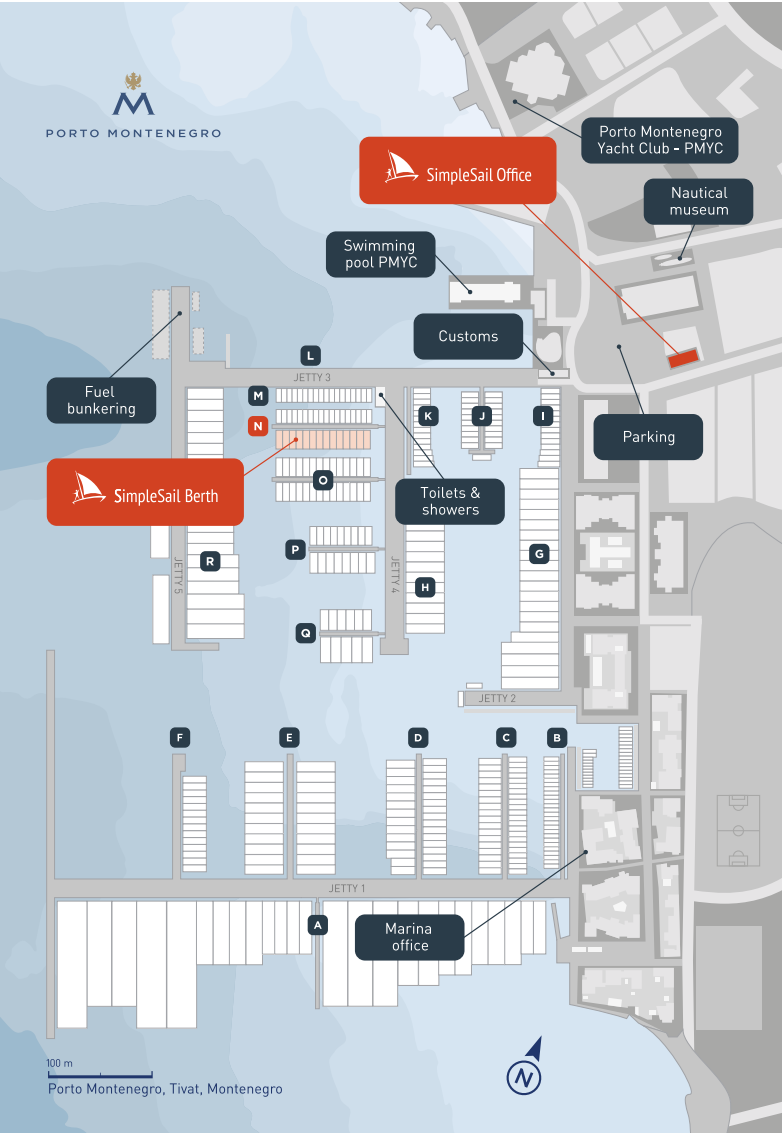 PORTO MONTENEGRO
Porto Montenegro
Yacht Club - PMYC
SimpleSail Office
Nautical
museum
Swimming
pool PMYC
Customs
L
JETTY 3
Fuel
bunkering
M
N
K
J
I
Parking
SimpleSail Berth
O
Toilets &
showers
P
R
JETTY 5
JETTY 4
G
H
Q
JETTY 2
F
E
D
C
B
JETTY 1
A
Marina
office
100 m
N
Porto Montenegro, Tivat, Montenegro